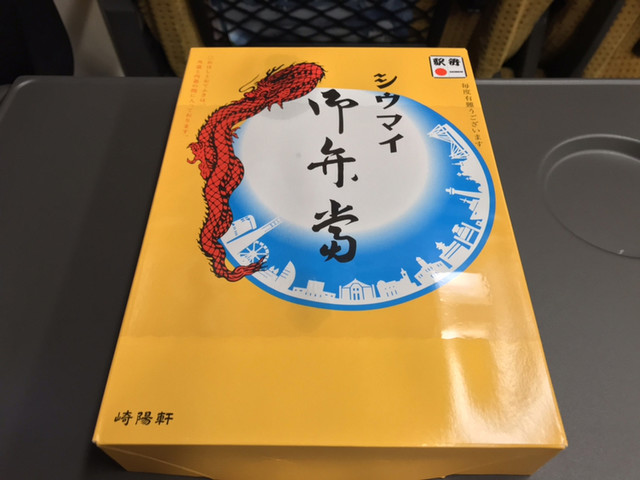 駅弁
シウマイ
御弁當
毎度有難うございます
崎陽軒